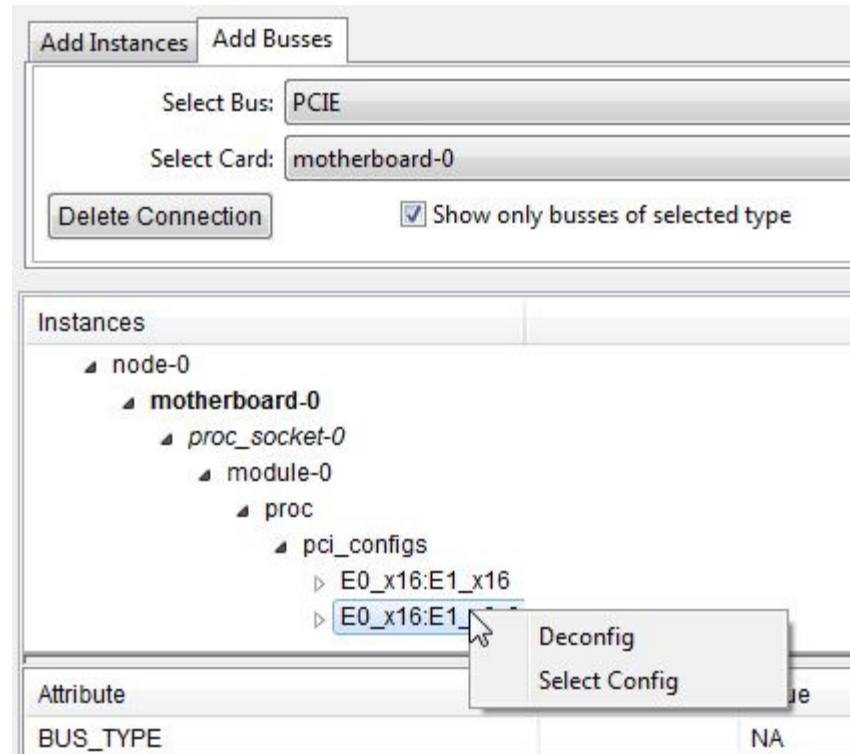 Add Instances Add Busses
Select Bus: PCIE
Select Card: motherboard-0
Delete Connection Show only busses of selected type
Instances
node-0
motherboard-0
proc_socket-0
module-0
proc
pci_configs
E0_x16:E1_x16
Deconfig
Select Config
Attribute
BUS_TYPE NA